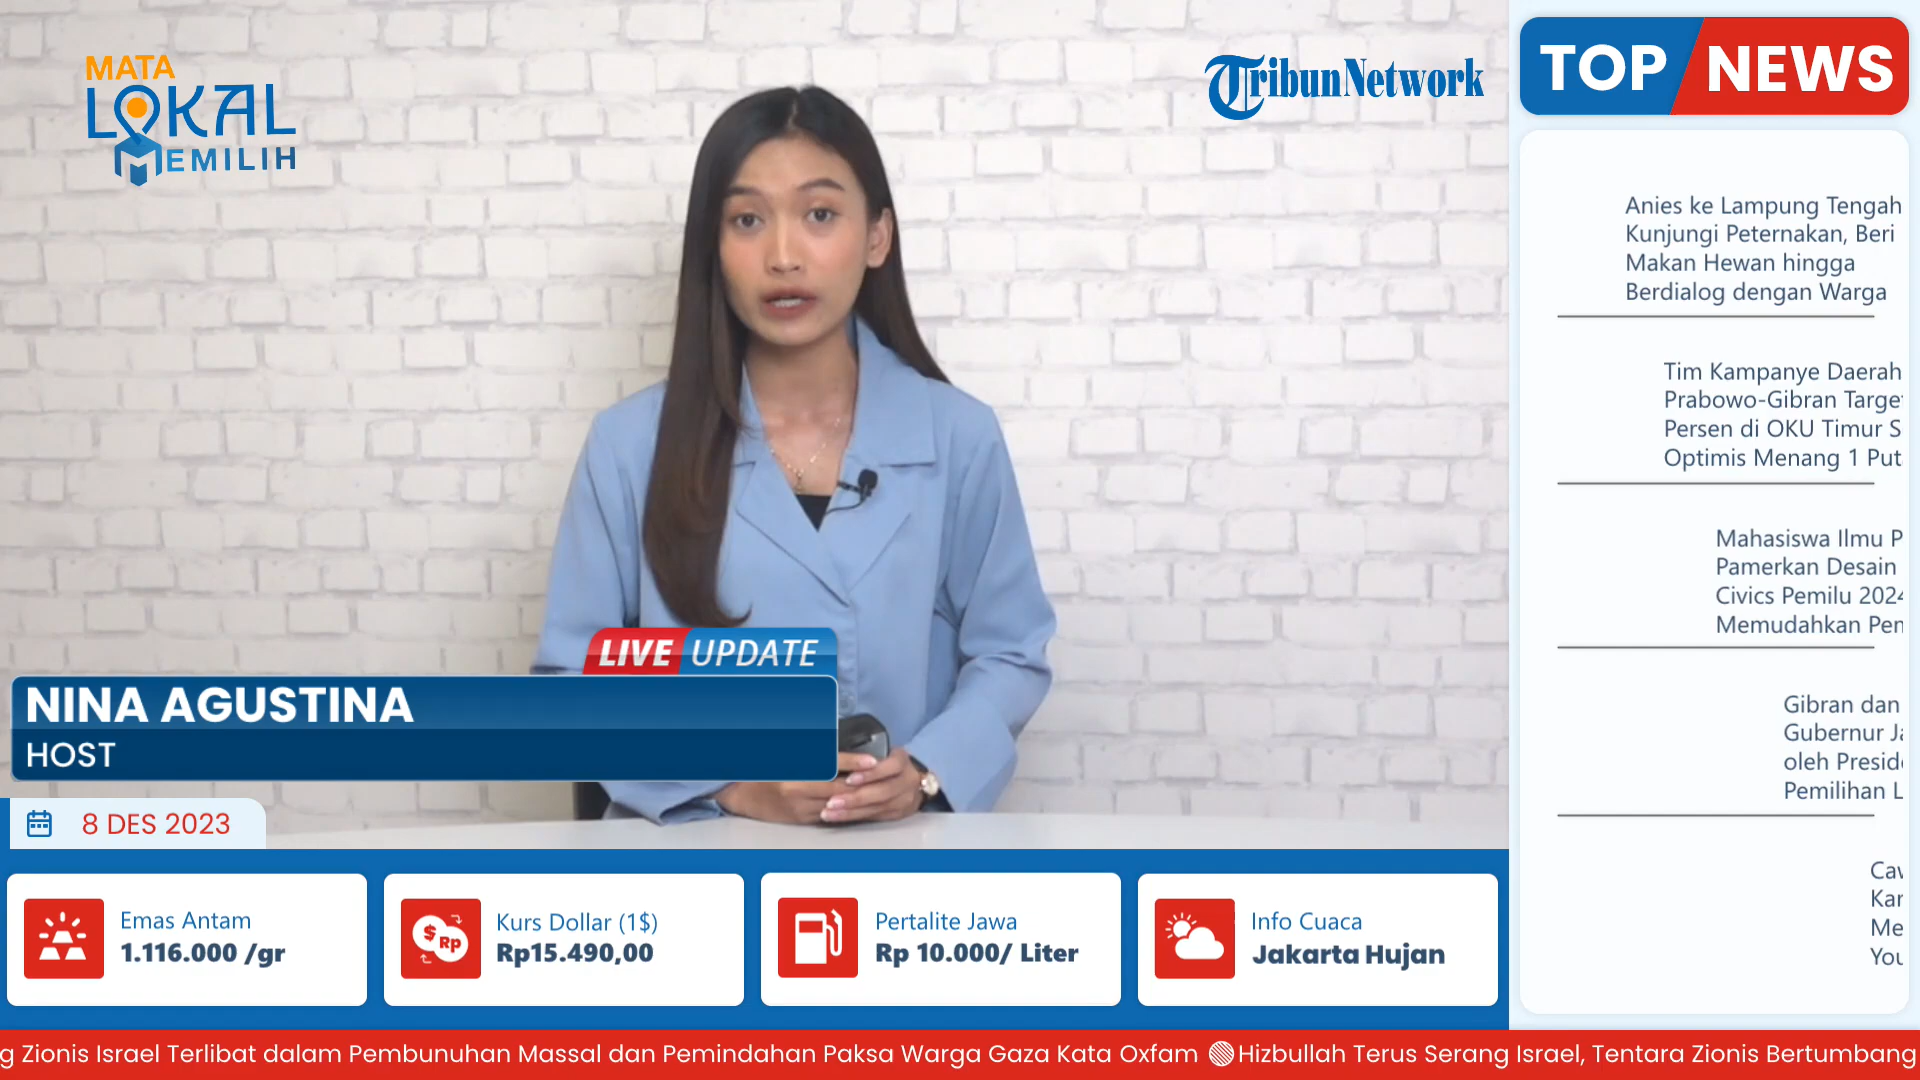 MATA
LOKAL
MEMILIH
TribunNetwork
TOP NEWS
Anies ke Lampung Tengah
Kunjungi Peternakan, Beri
Makan Hewan hingga
Berdialog dengan Warga
Tim Kampanye Daerah
Prabowo-Gibran
Persen di OKU Timur
Optimis Menang 1
Mahasiswa Ilmu
Pamerkan Desain
Civics Pemilu
Memudahkan
Gibran dan
Gubernur
oleh
Pemilihan
LIVE UPDATE
NINA AGUSTINA
HOST
8 DES 2023
Emas Antam
1.116.000 /gr
Kurs Dollar (1$)
Rp15.490,00
Pertalite Jawa
Rp 10.000/ Liter
Info Cuaca
Jakarta Hujan
Zionis Israel Terlibat dalam Pembunuhan Massal dan Pemindahan Paksa Warga Gaza Kata Oxfam Hizbullah Terus Serang Israel, Tentara Zionis Bertumbang